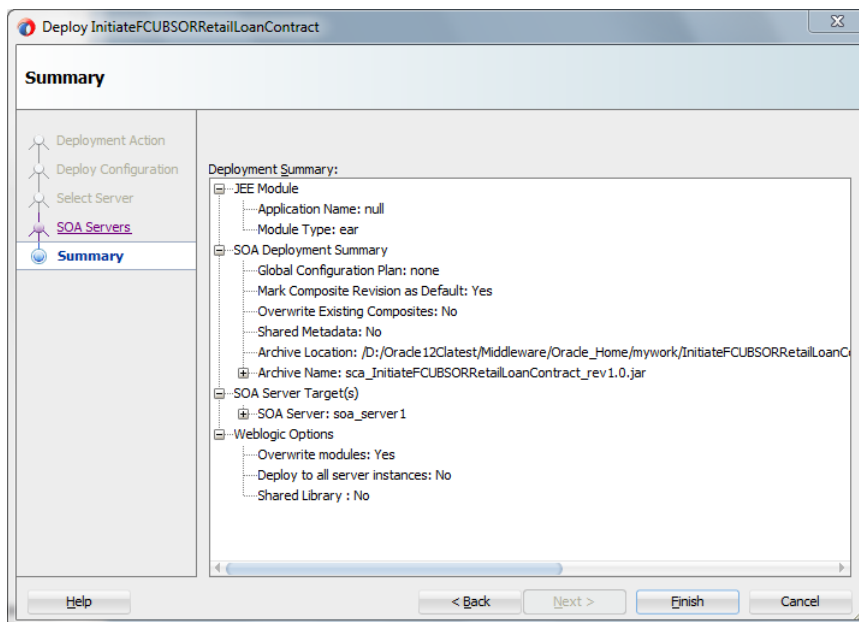 Deploy InitiateFCUBSORRetailLoanContract
Summary
Deployment Action
Deploy Configuration
Select Server
SOA Servers
Summary
Deployment Summary:
JEE Module
Application Name: null
Module Type: ear
SOA Deployment Summary
Global Configuration Plan: none
Mark Composite Revision as Default: Yes
Overwrite Existing Composites: No
Shared Metadata: No
Archive Location: /D:/Oracle12Clatest/Middleware/Oracle_Home/mywork/InitiateFCUBSORRetailLoanCo
Archive Name: sca_InitiateFCUBSORRetailLoanContract_rev1.0.jar
SOA Server Target(s)
SOA Server: soa_server1
Weblogic Options
Overwrite modules: Yes
Deploy to all server instances: No
Shared Library : No
Help < Back Next > Finish Cancel